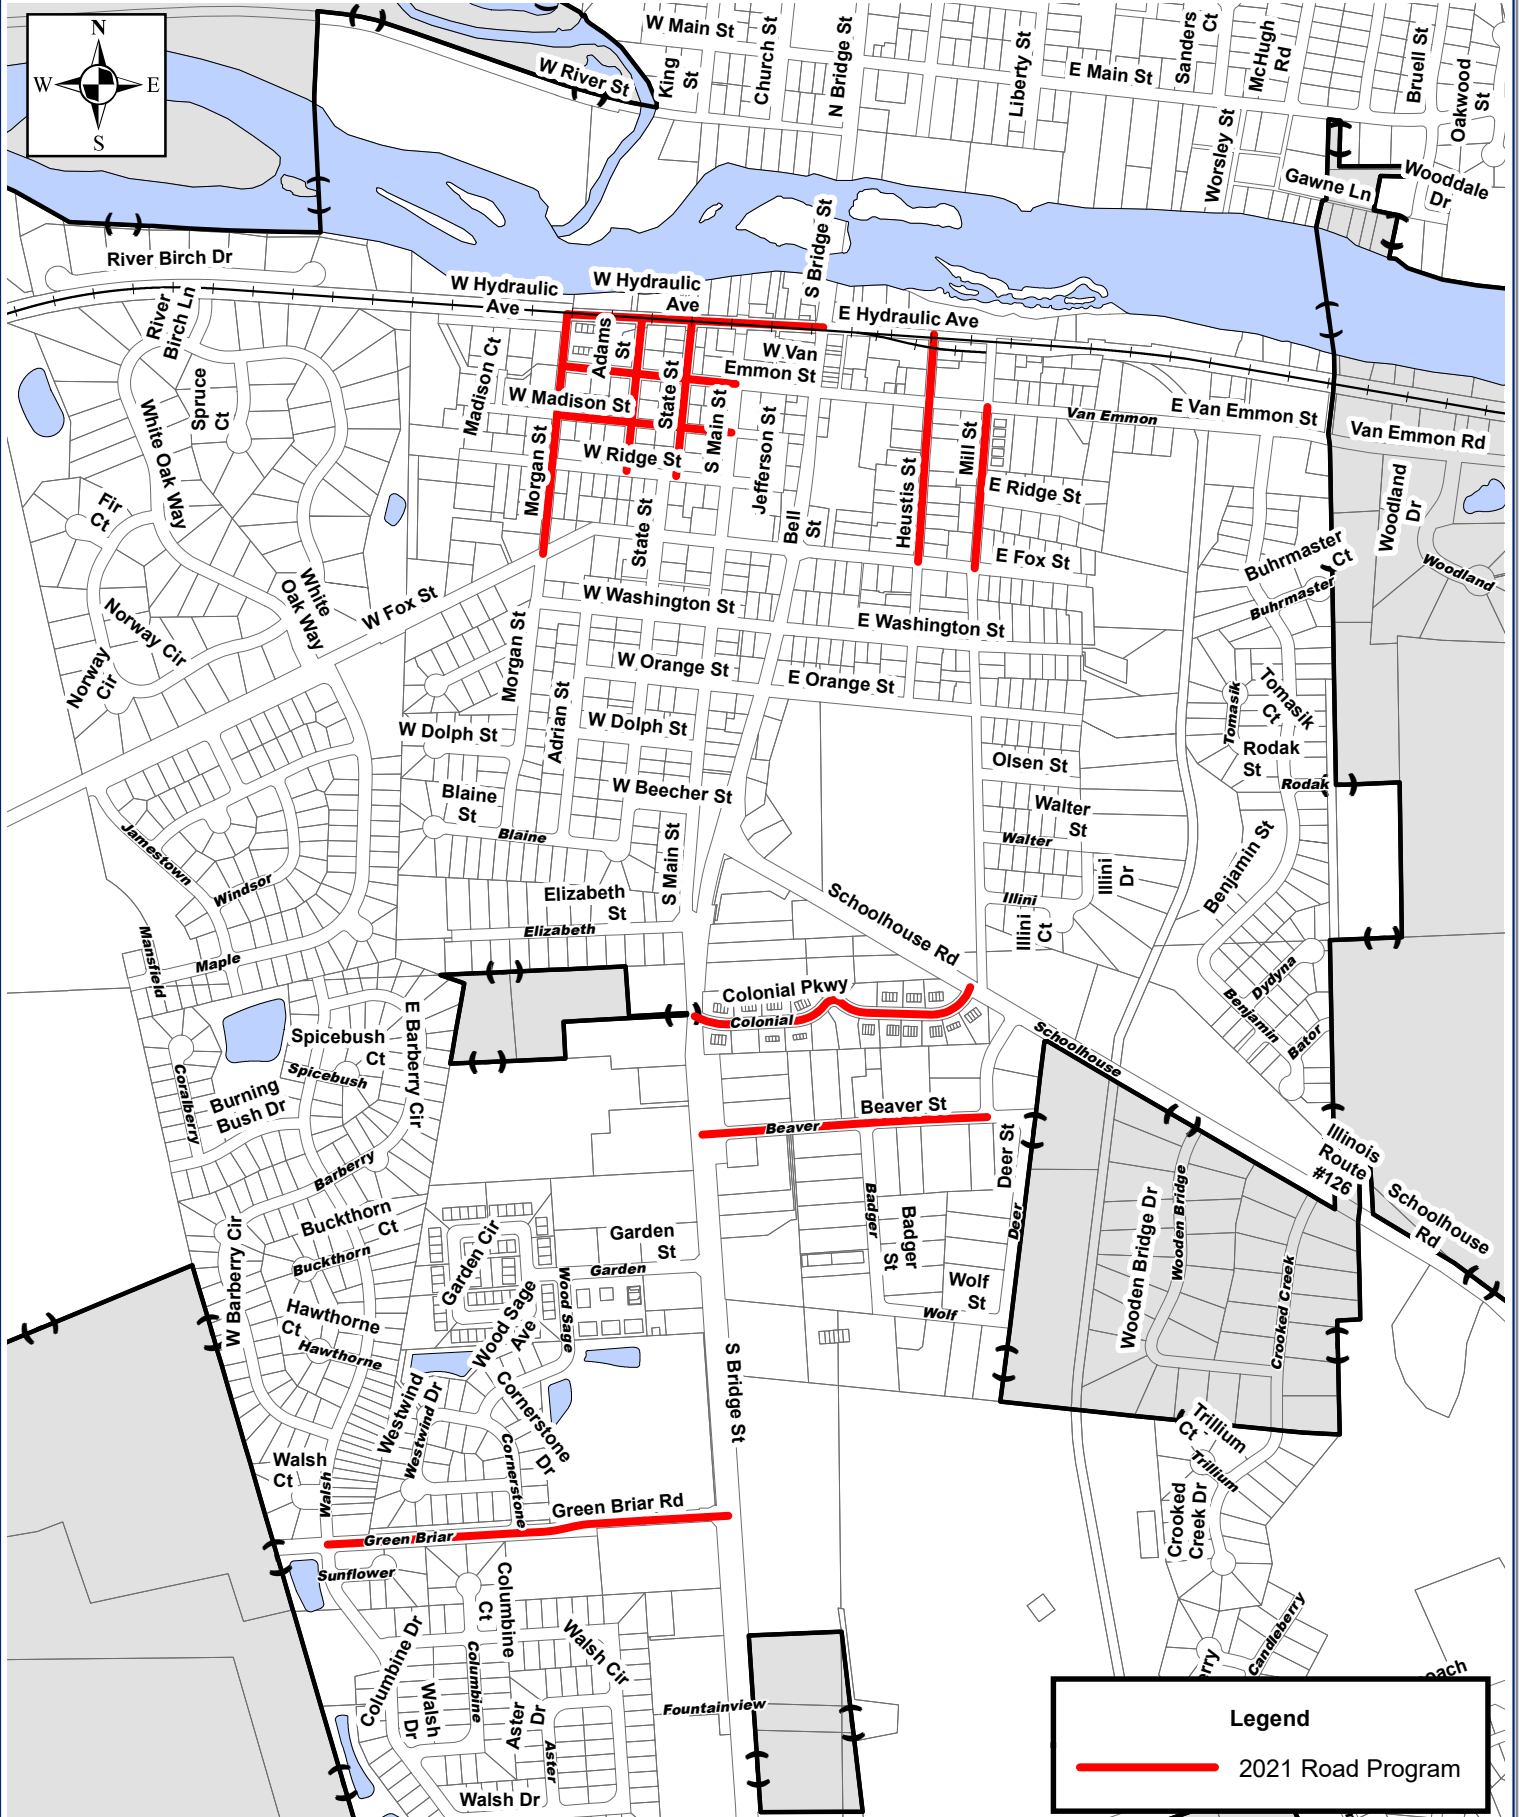 N
W
E
S
W Main St
King
St
Church St
N Bridge St
Liberty St
E Main St
Sanders
Ct
McHugh
Rd
Bruell St
Oakwood
St
W River St
Worsley St
Gawne Ln
Wooddale
Dr
River Birch Dr
S Bridge St
W Hydraulic
Ave
W Hydraulic
Ave
E Hydraulic Ave
River
Birch Ln
Adams
St
W Van
Emmon St
Madison Ct
Spruce
Ct
State St
W Madison St
S Main St
Van Emmon
E Van Emmon St
Van Emmon Rd
White Oak Way
Morgan St
W Ridge St
Jefferson St
Mill St
Heustis St
E Ridge St
Woodland
Dr
Fir
Ct
State St
Bell
St
E Fox St
Buhrmaster
Ct
Woodland
White
Oak Way
W Fox St
W Washington St
Buhrmaster
E Washington St
Norway Cir
Norway
Cir
Morgan St
W Orange St
E Orange St
Tomasik
Ct
Tomasik
Adrian St
W Dolph St
W Dolph St
Rodak
St
Olsen St
Rodak
Blaine
St
W Beecher St
Walter
St
Blaine
Walter
Jamestown
S Main St
Benjamin St
Windsor
Elizabeth
St
Illini
Dr
Illini
Illini
Ct
Schoolhouse Rd
Elizabeth
Mansfield
Maple
Dydyna
Benjamin
Bator
Colonial Pkwy
Colonial
Spicebush
Ct
E Barberry Cir
Schoolhouse
Spicebush
Coralberry
Burning
Bush Dr
Beaver St
Beaver
Deer St
Illinois
Route
#126
Barberry
Buckthorn
Ct
Badger
Badger
St
Deer
Wooden Bridge Dr
Wooden Bridge
Schoolhouse
Rd
Garden Cir
Garden
St
Garden
W Barberry Cir
Buckthorn
Wood Sage
Wood Sage
Ave
Wolf
St
Wolf
Crooked Creek
Hawthorne
Ct
Hawthorne
S Bridge St
Westwind
Dr
Westwind
Cornerstone
Dr
Cornerstone
Trillium
Ct
Trillium
Walsh
Ct
Walsh
Green Briar Rd
Green Briar
Crooked
Creek Dr
Sunflower
Columbine
Ct
Columbine Dr
Columbine
Walsh Cir
Candleberry
Walsh
Dr
Aster
Dr
Aster
Fountainview
Walsh Dr
Legend
2021 Road Program